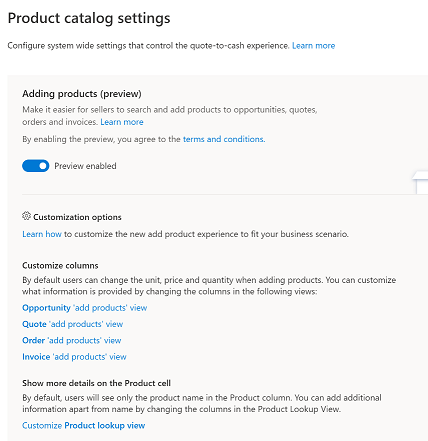 Product catalog settings
Configure system wide settings that control the quote-to-cash experience. Learn more
Adding products (preview)
Make it easier for sellers to search and add products to opportunities, quotes,
orders and invoices. Learn more
By enabling the preview, you agree to the terms and conditions.
Preview enabled
Customization options
Learn how to customize the new add product experience to fit your business scenario.
Customize columns
By default users can change the unit, price and quantity when adding products. You can customize
what information is provided by changing the columns in the following views:
Opportunity 'add products' view
Quote 'add products' view
Order 'add products' view
Invoice 'add products' view
Show more details on the Product cell
By default, users will see only the product name in the Product column. You can add additional
information apart from name by changing the columns in the Product Lookup View.
Customize Product lookup view